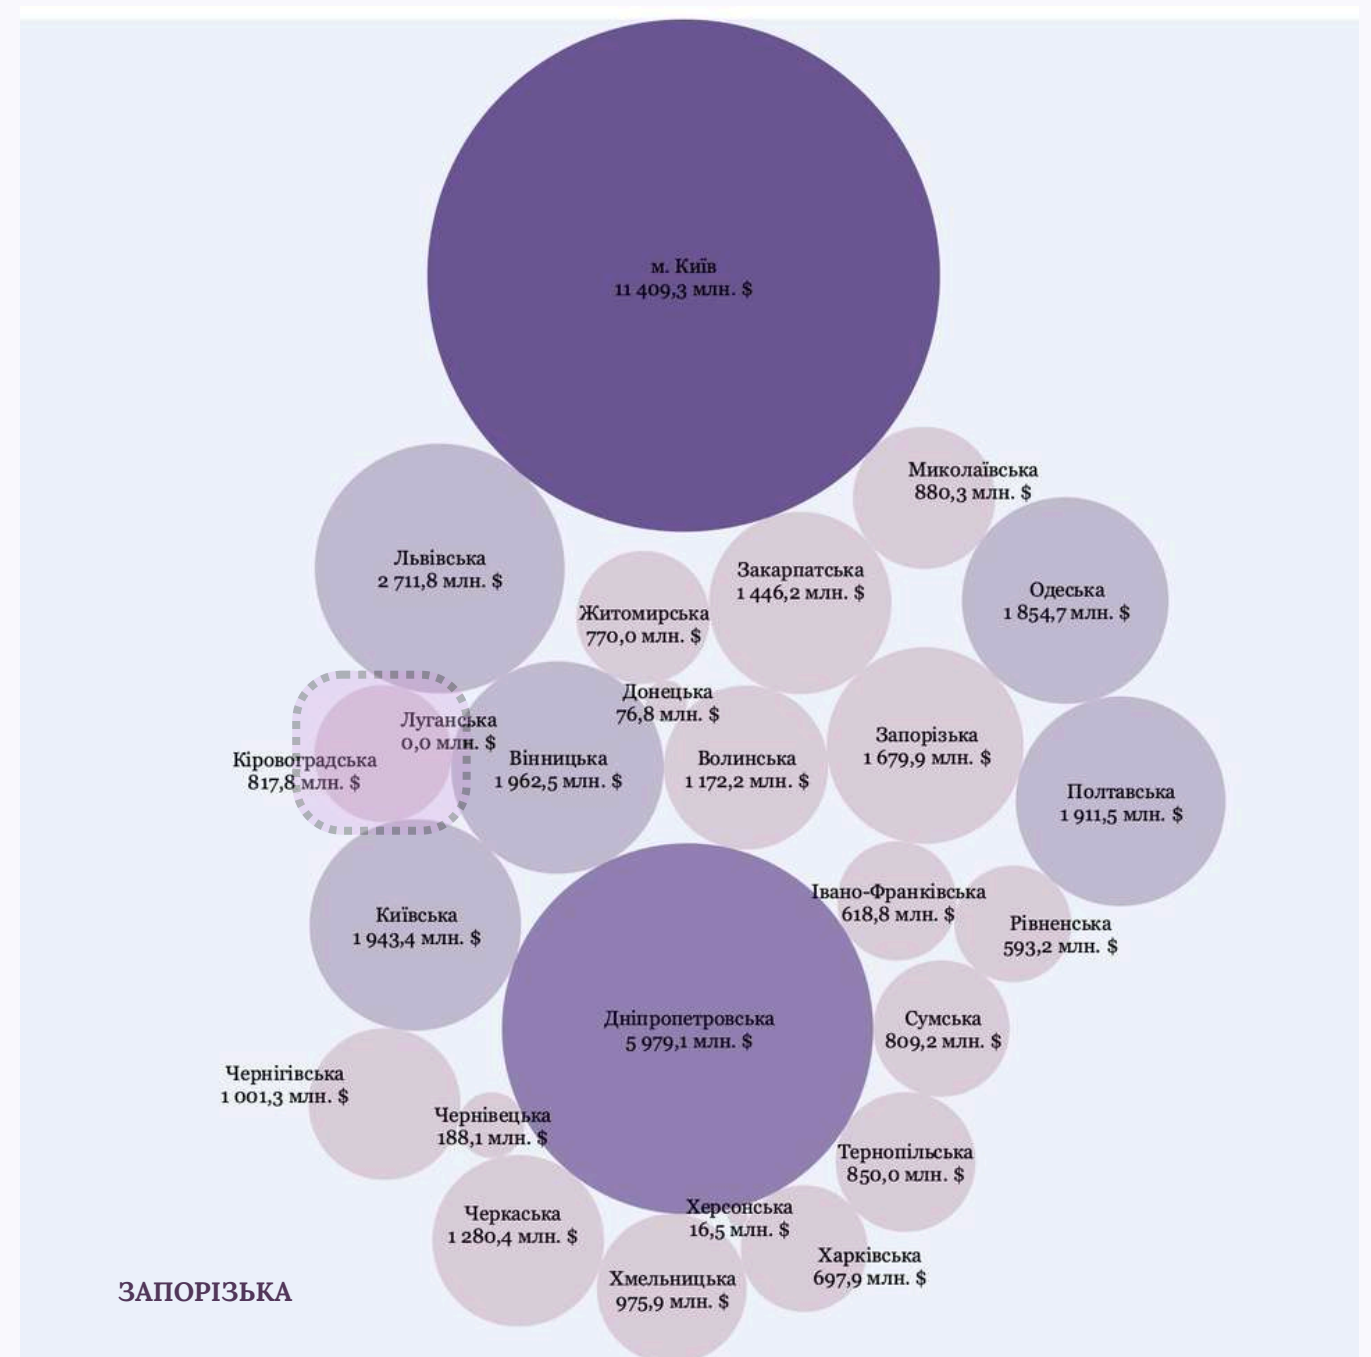 м. Київ
11 409,3 млн. $
Миколаївська
880,3 млн. $
Львівська
2 711,8 млн. $
Закарпатська
1 446,2 млн. $
Одеська
1 854,7 млн. $
Житомирська
770,0 млн. $
Донецька
76,8 млн. $
Луганська
0,0 млн. $
Кіровоградська
817,8 млн. $
Вінницька
1 962,5 млн. $
Волинська
1 172,2 млн. $
Запорізька
1 679,9 млн. $
Полтавська
1 911,5 млн. $
Івано-Франківська
618,8 млн. $
Рівненська
593,2 млн. $
Київська
1 943,4 млн. $
Дніпропетровська
5 979,1 млн. $
Сумська
809,2 млн. $
Чернігівська
1 001,3 млн. $
Чернівецька
188,1 млн. $
Тернопільська
850,0 млн. $
Черкаська
1 280,4 млн. $
Херсонська
16,5 млн. $
Харківська
697,9 млн. $
Хмельницька
975,9 млн. $
ЗАПОРІЗЬКА